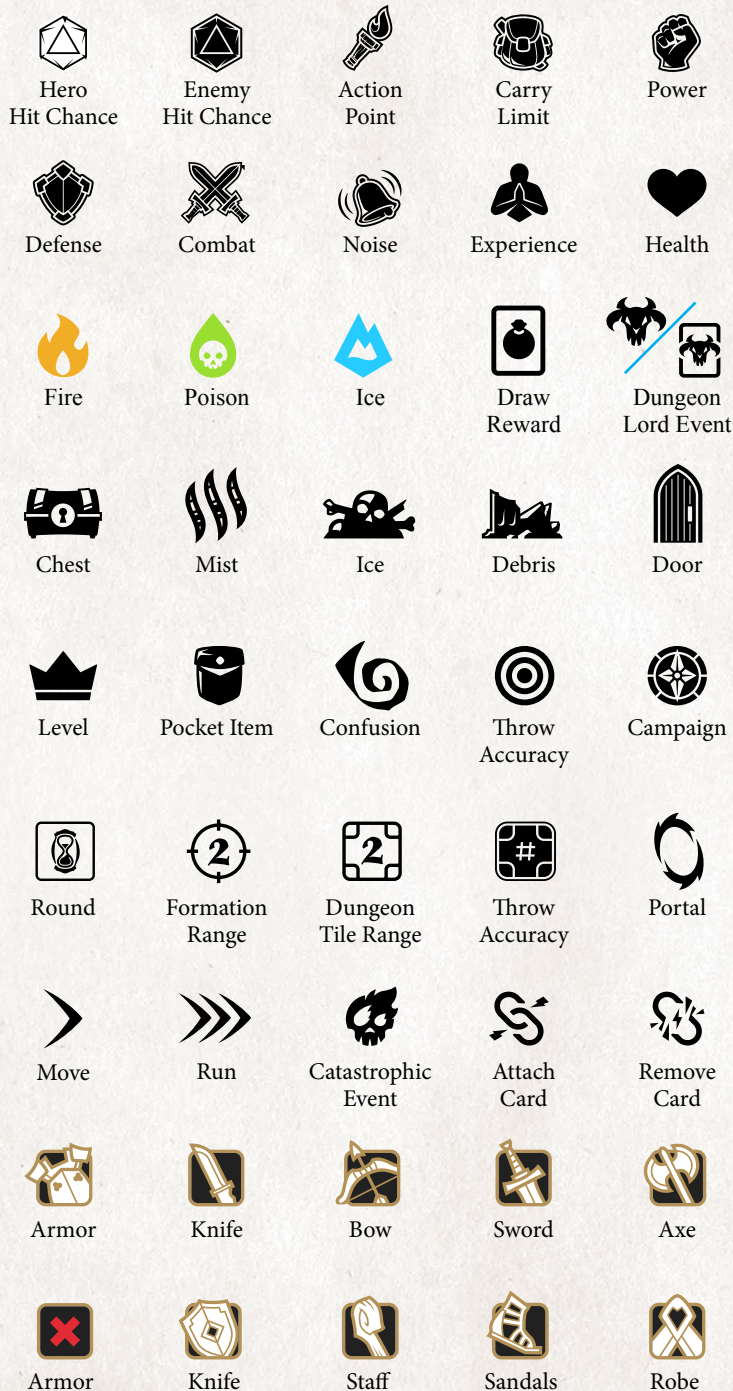 Hero
Hit Chance
Enemy
Hit Chance
Action
Point
Carry
Limit
Power
Defense
Combat
Noise
Experience
Health
Fire
Poison
Ice
Draw
Reward
Dungeon
Lord Event
Chest
Mist
Ice
Debris
Door
Level
Pocket Item
Confusion
Throw
Accuracy
Campaign
2
2
#
Round
Formation
Range
Dungeon
Tile Range
Throw
Accuracy
Portal
Move
Run
Catastrophic
Event
Attach
Card
Remove
Card
Armor
Knife
Bow
Sword
Axe
Armor
Knife
Staff
Sandals
Robe